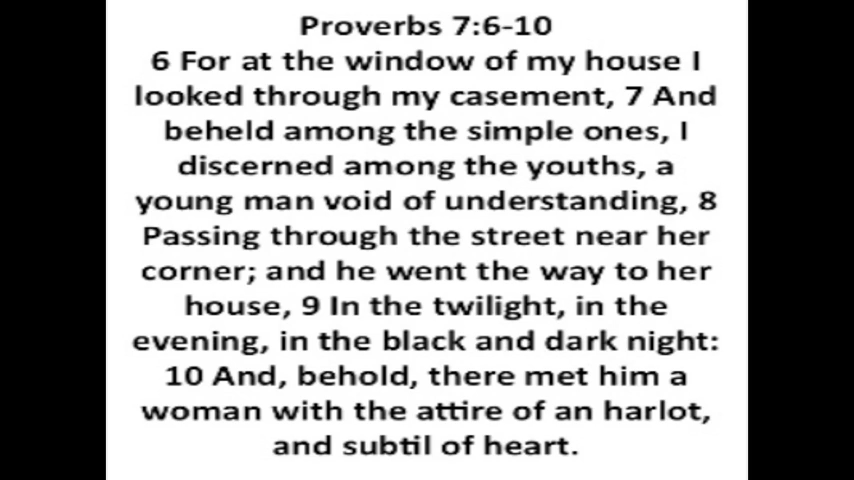 Proverbs 7:6-10
6 For at the window of my house I
looked through my casement, 7 And
beheld among the simple ones, I
discerned among the youths, a
young man void of understanding, 8
Passing through the street near her
corner; and he went the way to her
house, 9 In the twilight, in the
evening, in the black and dark night:
10 And, behold, there met him a
woman with the attire of an harlot,
and subtil of heart.